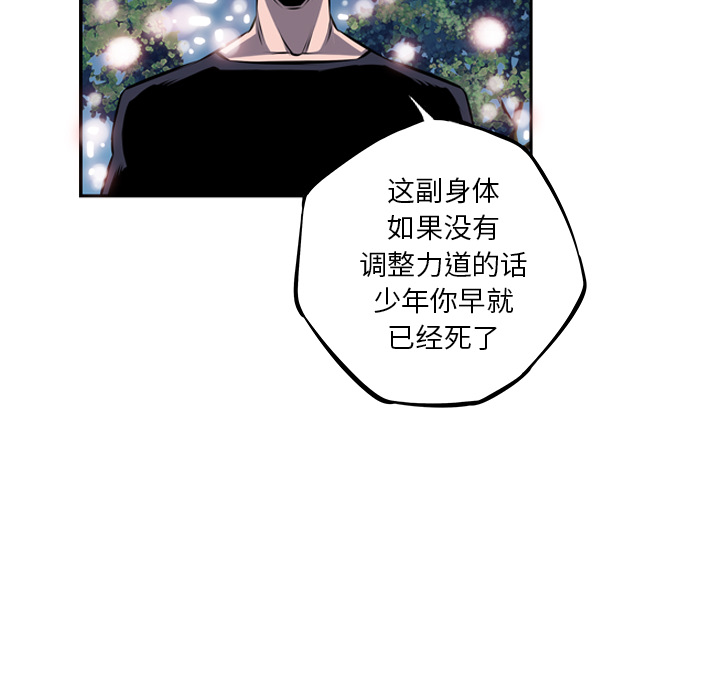 这副身体
如果没有
调整力道的话
少年你早就
已经死了